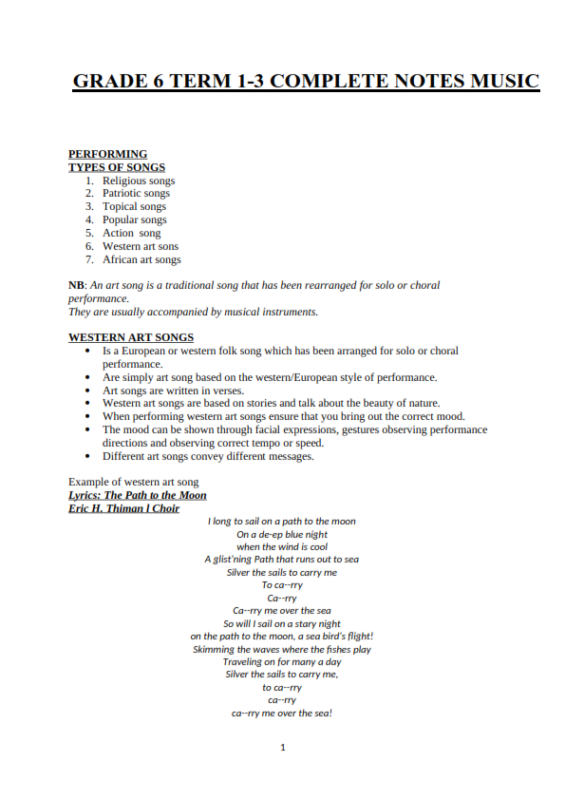 GRADE 6 TERM 1-3 COMPLETE NOTES MUSIC
PERFORMING
TYPES OF SONGS
1. Religious songs
2. Patriotic songs
3. Topical songs
4. Popular songs
5. Action song
6. Western art sons
7. African art songs
NB: An art song is a traditional song that has been rearranged for solo or choral
performance.
They are usually accompanied by musical instruments.
WESTERN ART SONGS
• Is a European or western folk song which has been arranged for solo or choral
performance.
• Are simply art song based on the western/European style of performance.
• Art songs are written in verses.
• Western art songs are based on stories and talk about the beauty of nature.
• When performing western art songs ensure that you bring out the correct mood.
• The mood can be shown through facial expressions, gestures observing performance
directions and observing correct tempo or speed.
• Different art songs convey different messages.
Example of western art song
Lyrics: The Path to the Moon
Eric H. Thiman l Choir
I long to sail on a path to the moon
On a de-ep blue night
when the wind is cool
A glist'ning Path that runs out to sea
Silver the sails to carry me
To ca--rry
Ca--rry
Ca--rry me over the sea
So will I sail on a stary night
on the path to the moon, a sea bird's flight!
Skimming the waves where the fishes play
Traveling on for many a day
Silver the sails to carry me,
to ca--rry
ca--rry
ca--rry me over the sea!
1